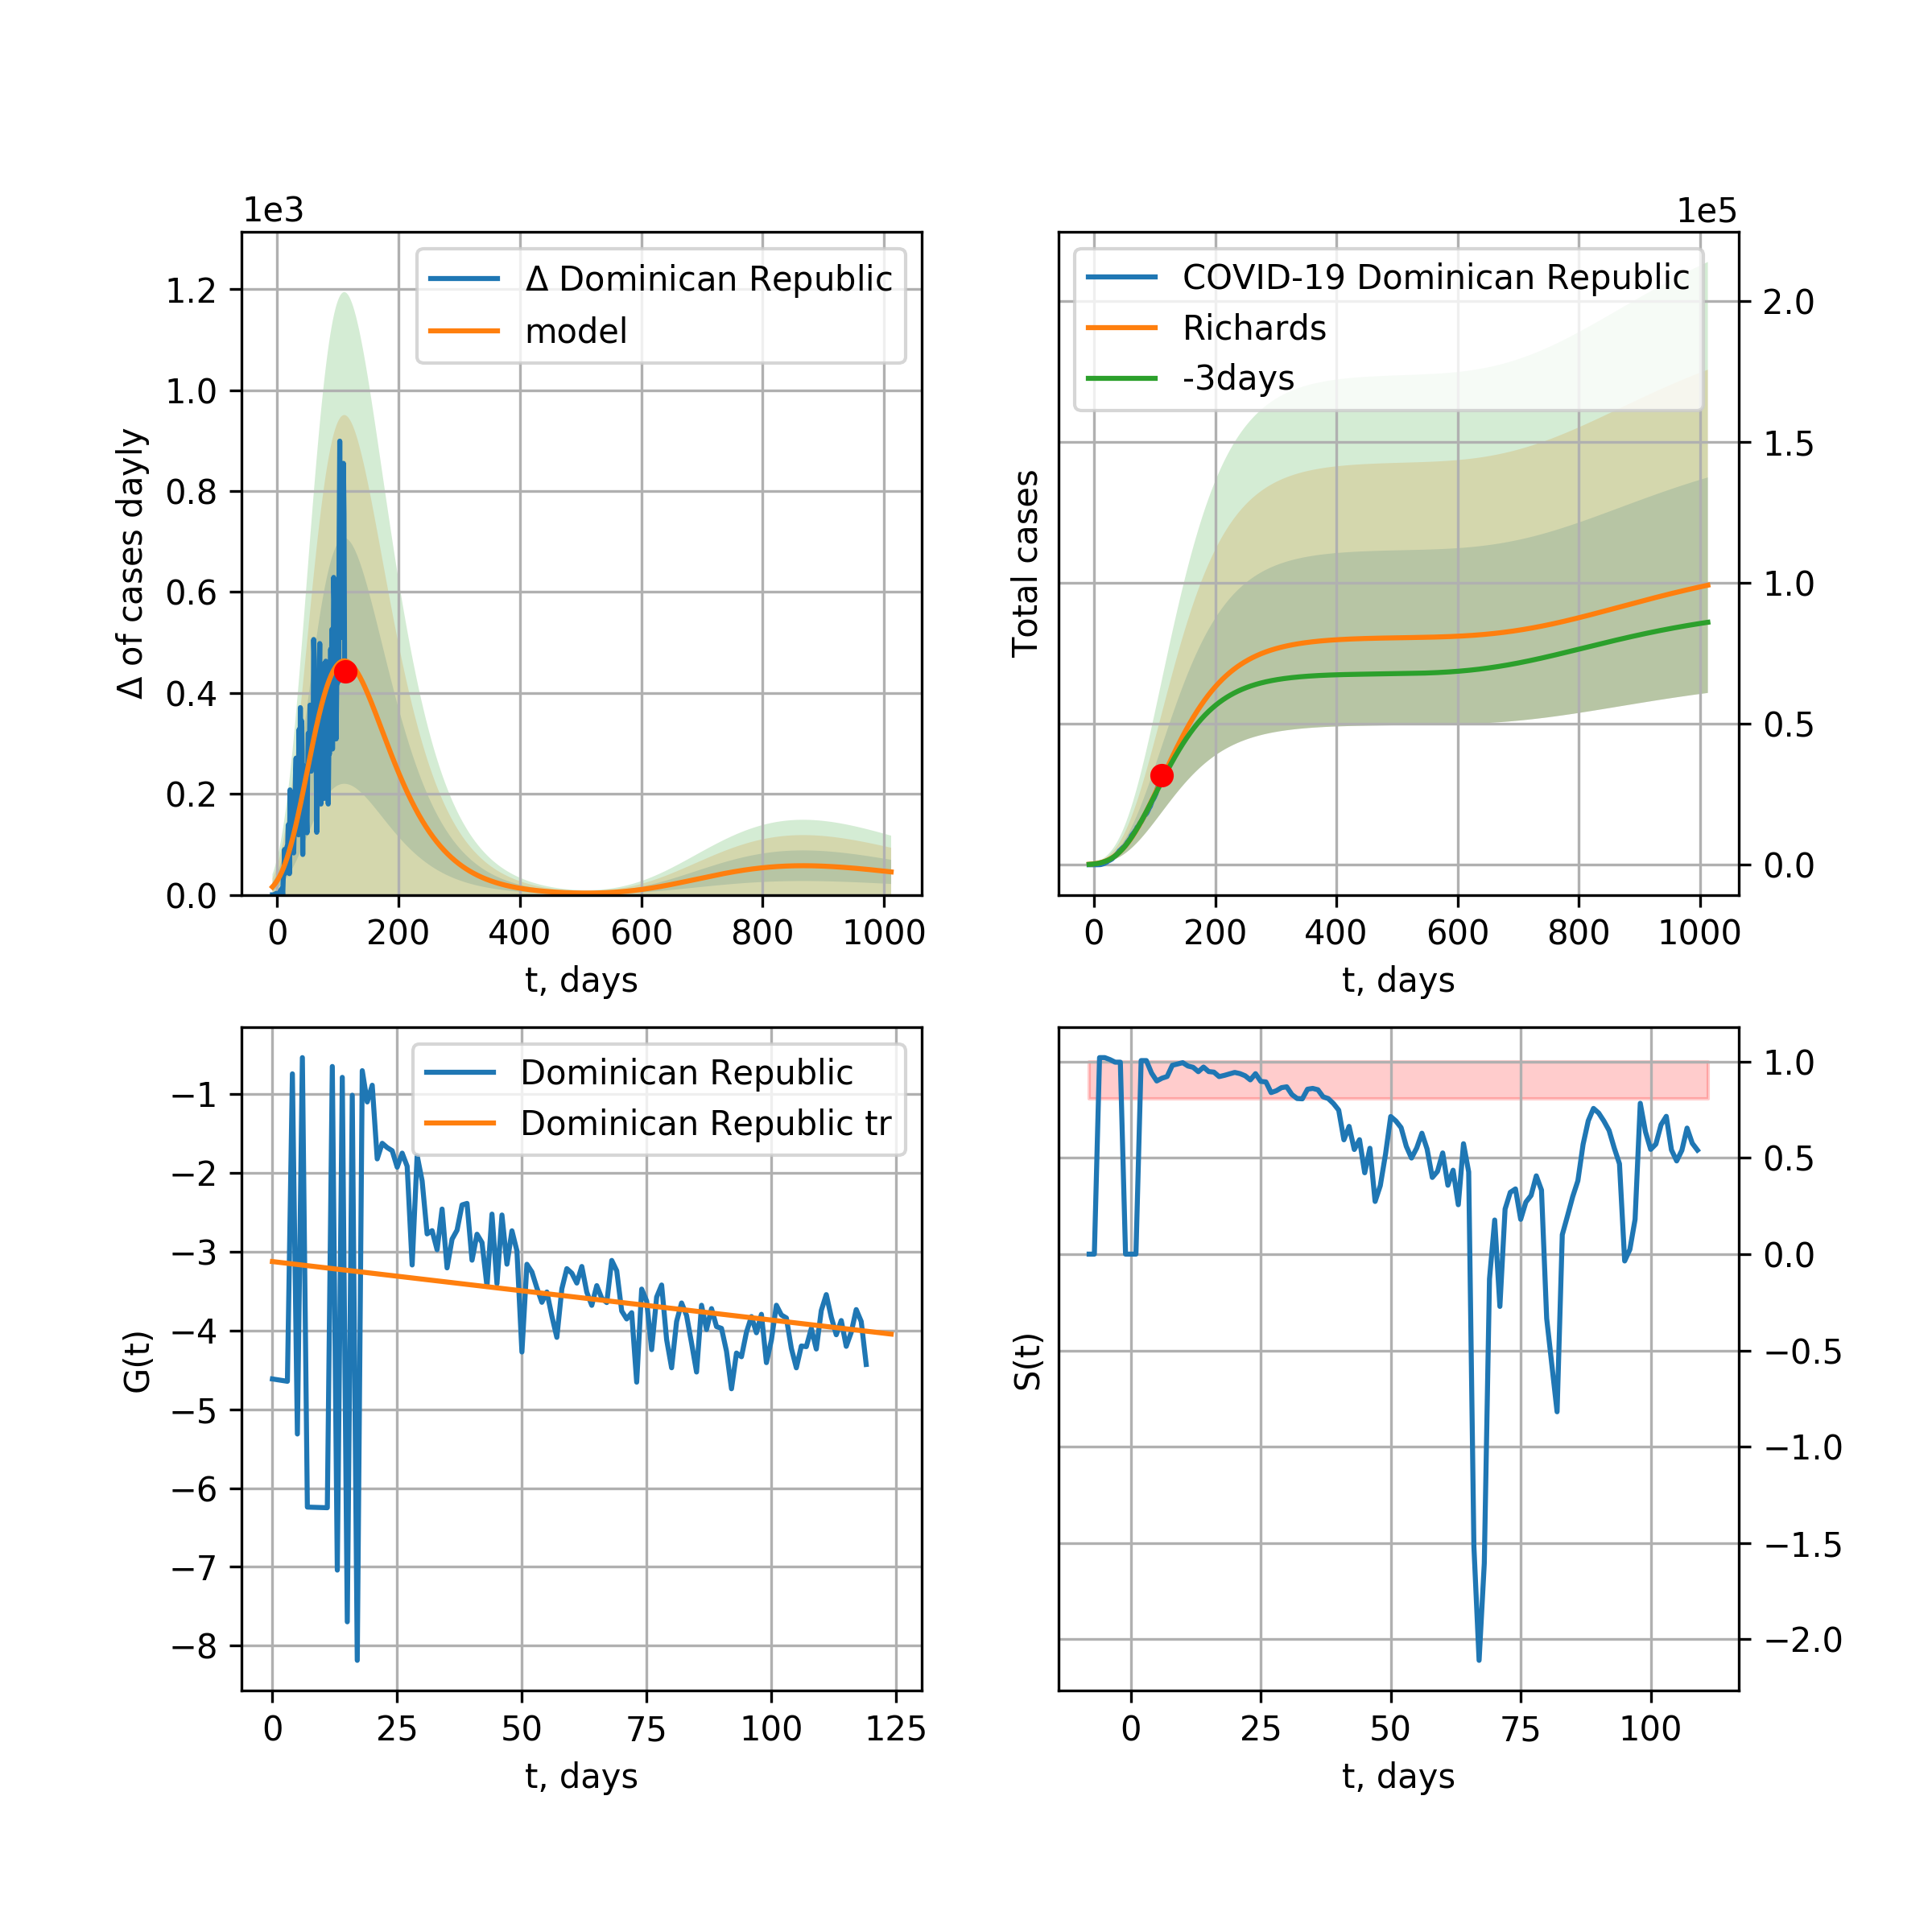 1e3
Δ Dominican Republic
model
1.2
1.0
0.8
0.6
0.4
0.2
0.0
Δ of cases dayly
0 200 400 600 800 1000
t, days
1e5
COVID-19 Dominican Republic
Richards
-3days
2.0
1.5
1.0
0.5
0.0
Total cases
0 200 400 600 800 1000
t, days
Dominican Republic
Dominican Republic tr
−1
−2
−3
−4
−5
−6
−7
−8
G(t)
0 25 50 75 100 125
t, days
1.0
0.5
0.0
−0.5
−1.0
−1.5
−2.0
S(t)
0 25 50 75 100
t, days